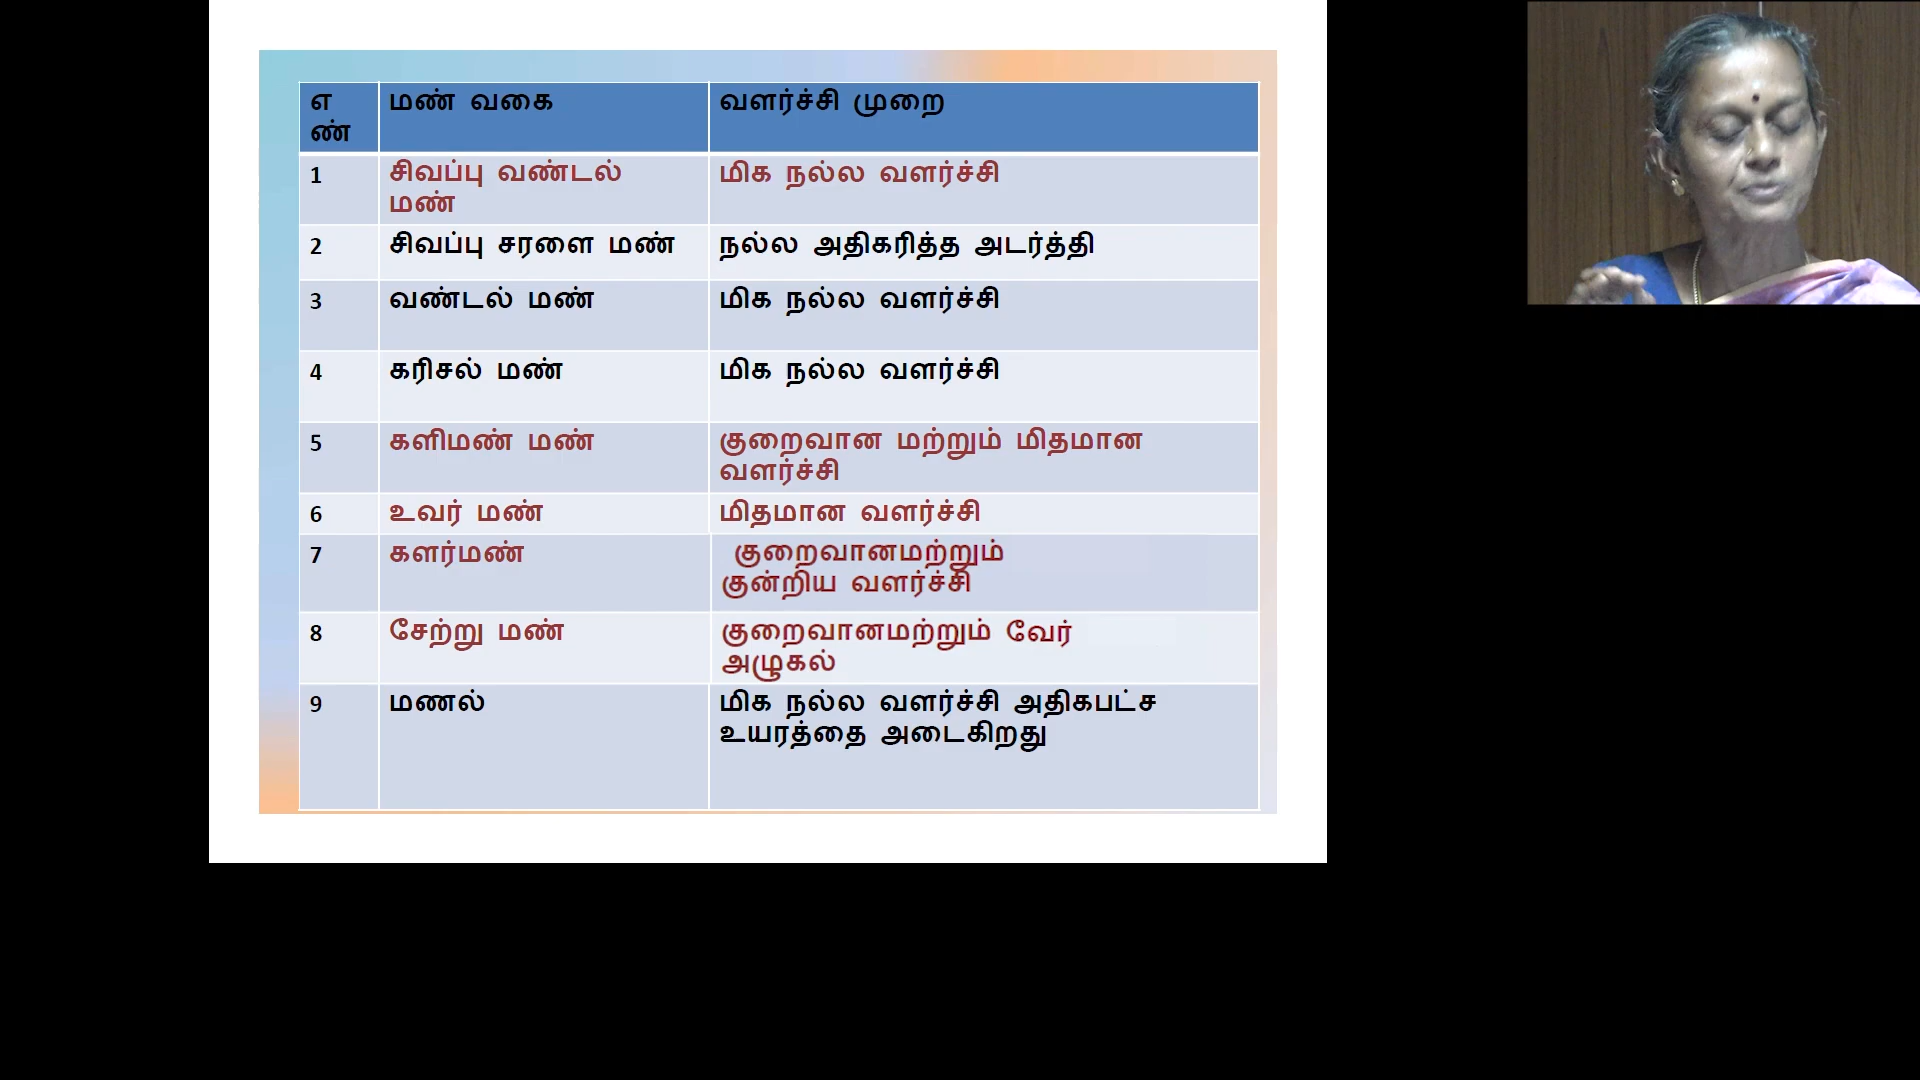 எ
ண்
மண் வகை
வளர்ச்சி முறை
1
சிவப்பு வண்டல்
மண்
மிக நல்ல வளர்ச்சி
2
சிவப்பு சரளை மண்
நல்ல அதிகரித்த அடர்த்தி
3
வண்டல் மண்
மிக நல்ல வளர்ச்சி
4
கரிசல் மண்
மிக நல்ல வளர்ச்சி
5
களிமண் மண்
குறைவான மற்றும் மிதமான
வளர்ச்சி
6
உவர் மண்
மிதமான வளர்ச்சி
7
களர்மண்
குறைவானமற்றும்
குன்றிய வளர்ச்சி
8
சேற்று மண்
குறைவானமற்றும் வேர்
அழுகல்
9
மணல்
மிக நல்ல வளர்ச்சி அதிகபட்ச
உயரத்தை அடைகிறது